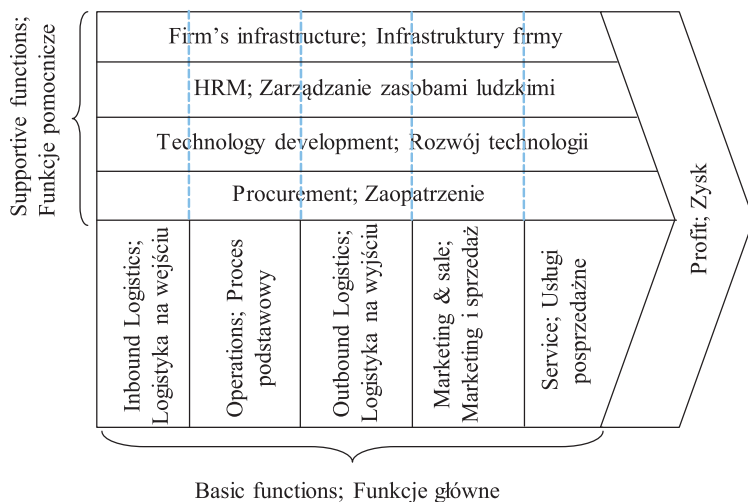 Supportive functions;
Funkcje pomocnicze
Firm's infrastructure; Infrastruktury firmy
HRM; Zarządzanie zasobami ludzkimi
Technology development; Rozwój technologii
Procurement; Zaopatrzenie
Inbound Logistics;
Logistyka na wejściu
Operations; Proces
podstawowy
Outbound Logistics;
Logistyka na wyjściu
Marketing & sale;
Marketing i sprzedaż
Service; Usługi
posprzedażne
Profit; Zysk
Basic functions; Funkcje główne